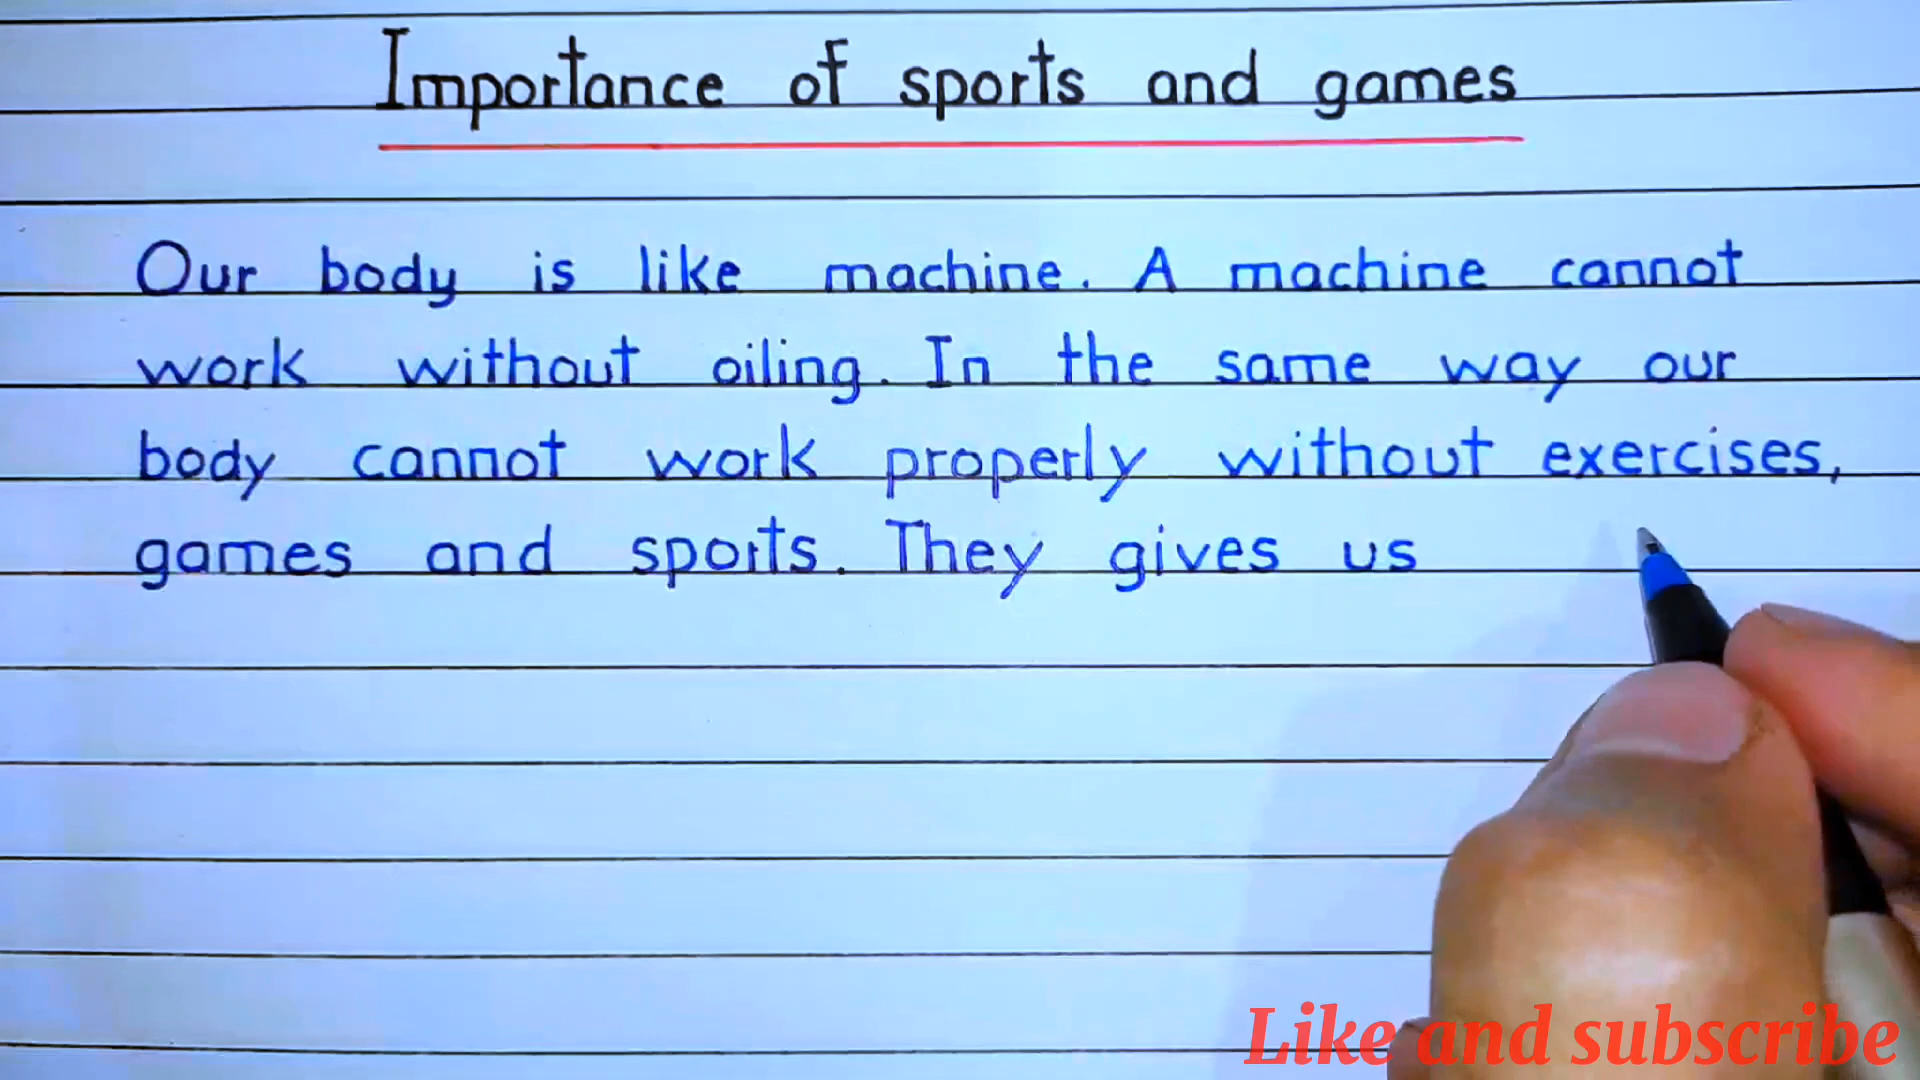 Importance of sports and games
Our body is like machine. A machine cannot
work without oiling. In the same way our
body cannot work properly without exercises,
games and sports. They gives us
Like and subscribe